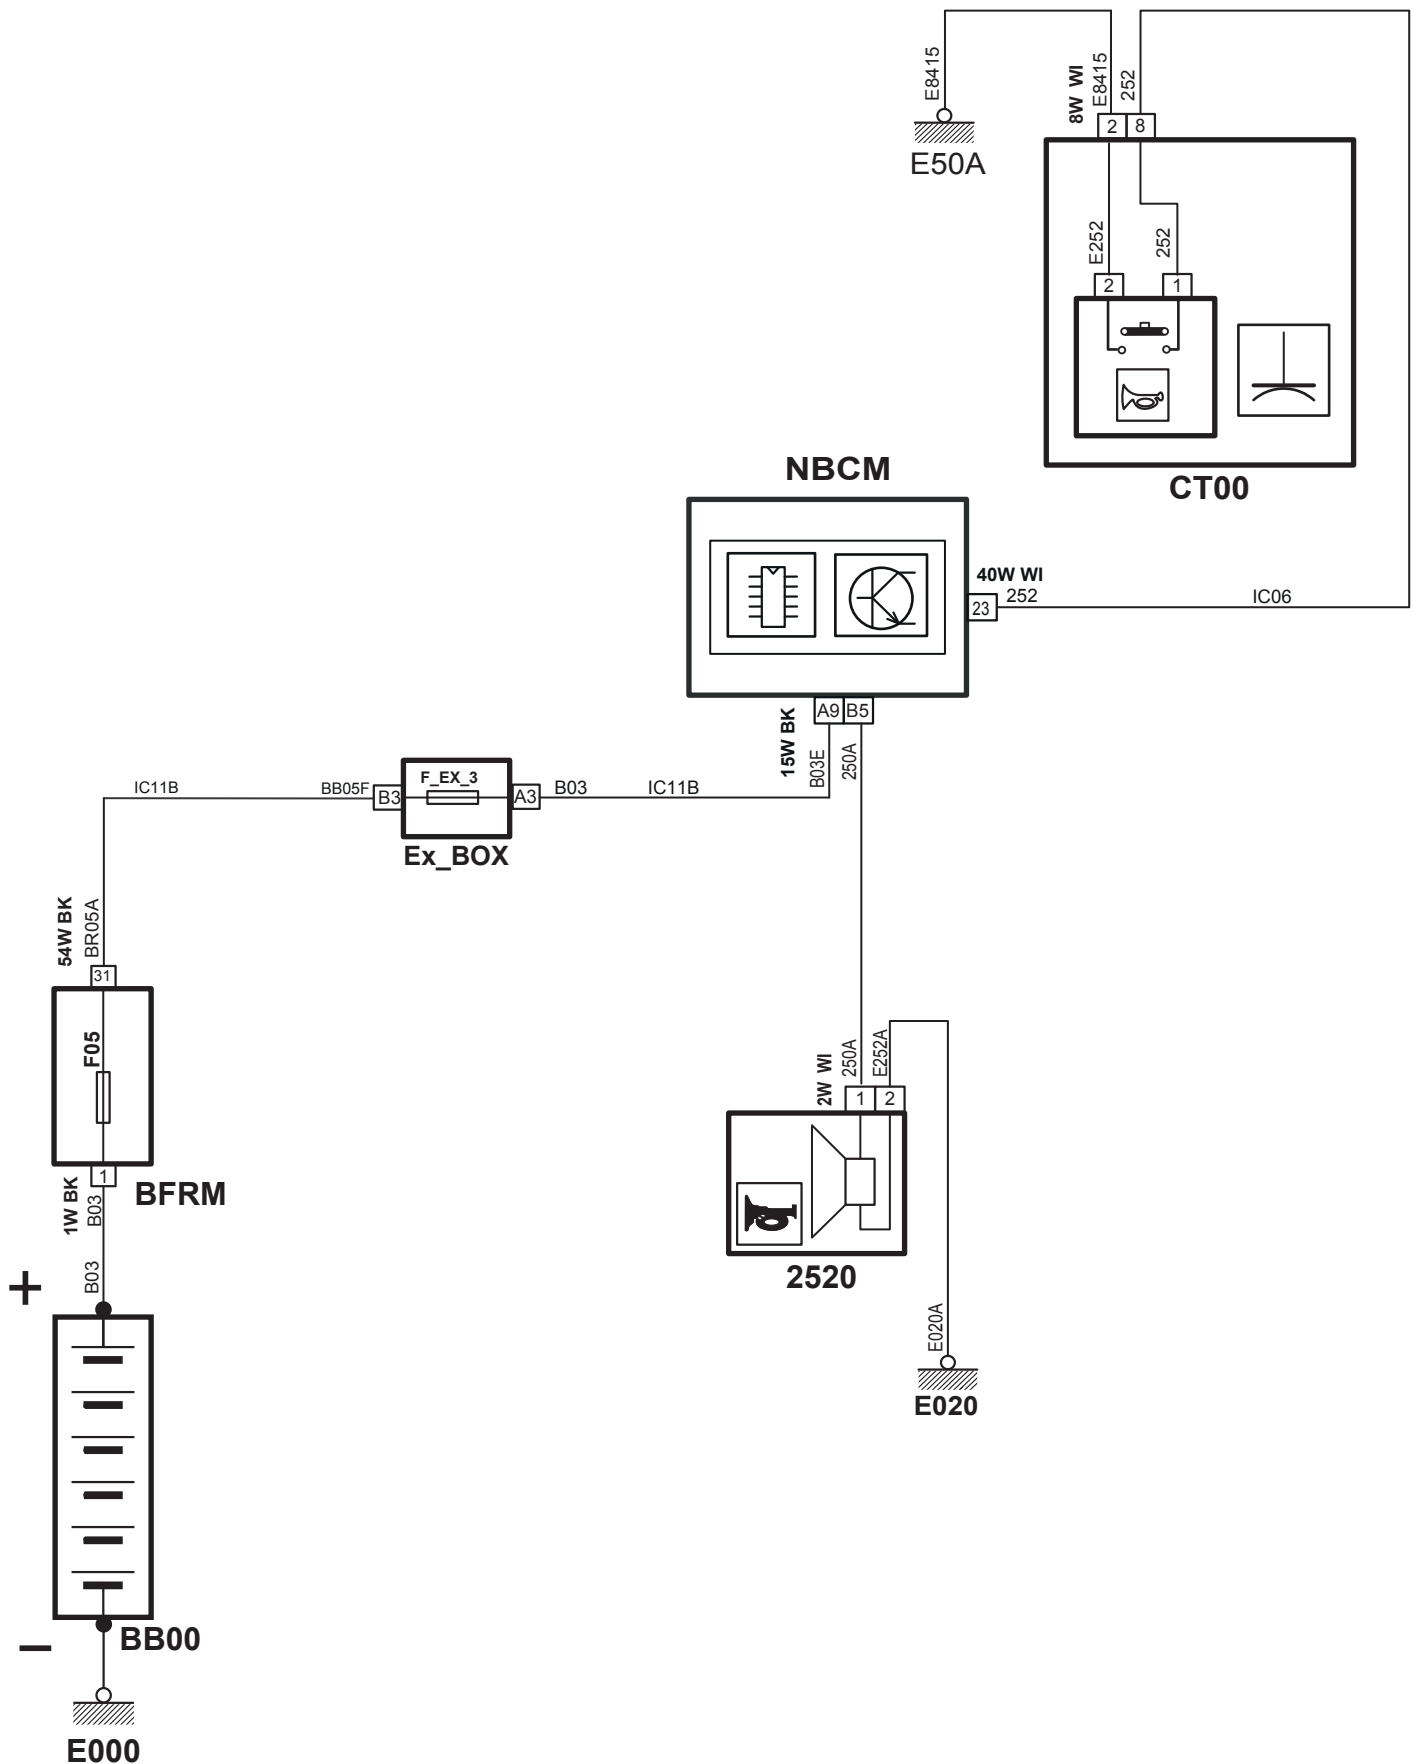 E8415
8W WI
E8415
252
2
8
E50A
E252
252
2
1
CT00
NBCM
40W WI
23
252
IC06
A9
B5
15W BK
B03E
250A
IC11B
BB05F
B3
F_EX_3
A3
B03
IC11B
Ex_BOX
54W BK
BR05A
31
F05
1
BFRM
1W BK
B03
B03
+
BB00
–
E000
2W WI
250A
E252A
1
2
2520
E020A
E020